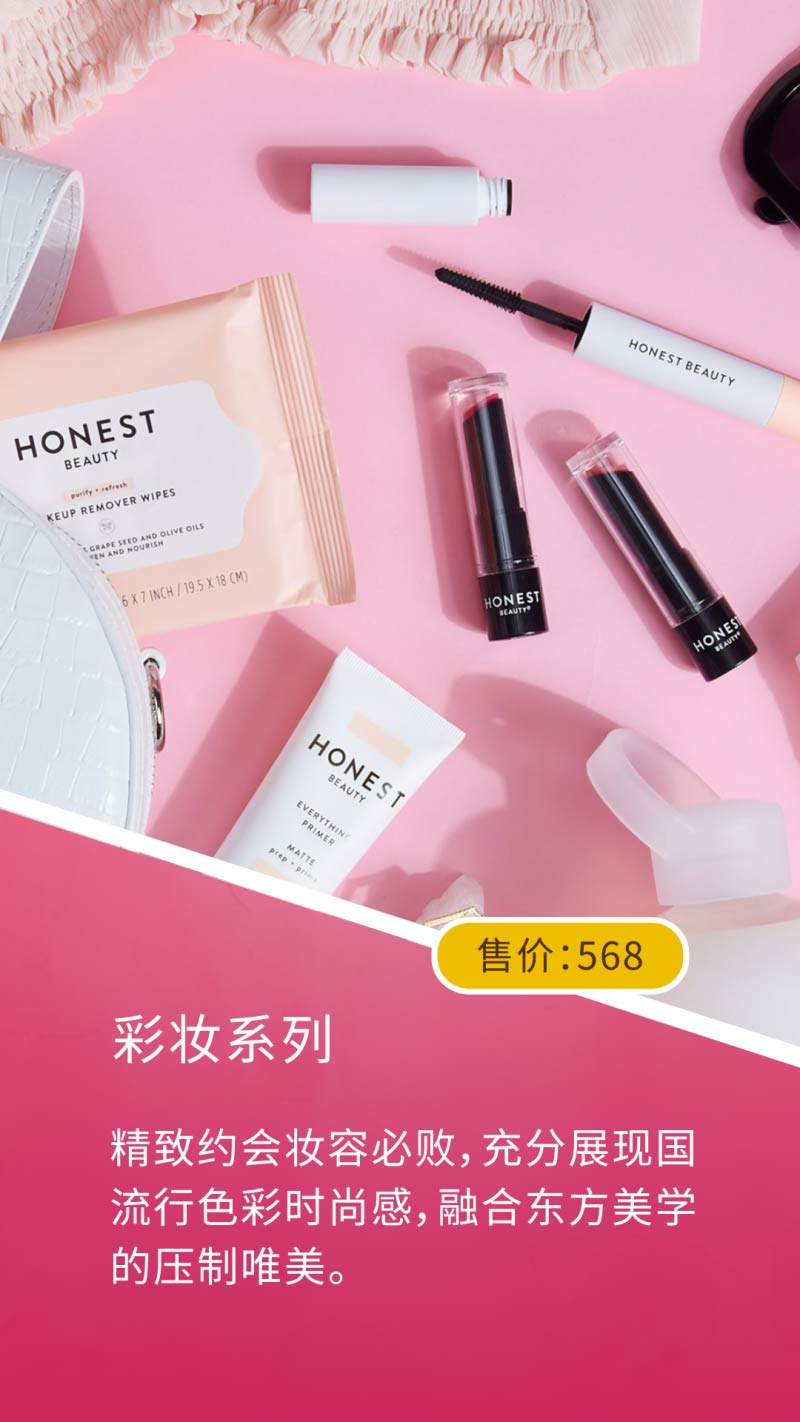 HONEST BEAUTY
HONEST
BEAUTY
purify + refresh
KEUP REMOVER WIPES
GRAPE SEED AND OLIVE OILS
EN AND NOURISH
6 X 7 INCH / 19.5 X 18 CM)
HONEST
BEAUTY®
HONEST
BEAUTY®
HONEST
BEAUTY
EVERYTHING
PRIMER
MATTE
prep + prime
售价:568
彩妆系列
精致约会妆容必败,充分展现国
流行色彩时尚感,融合东方美学
的压制唯美。